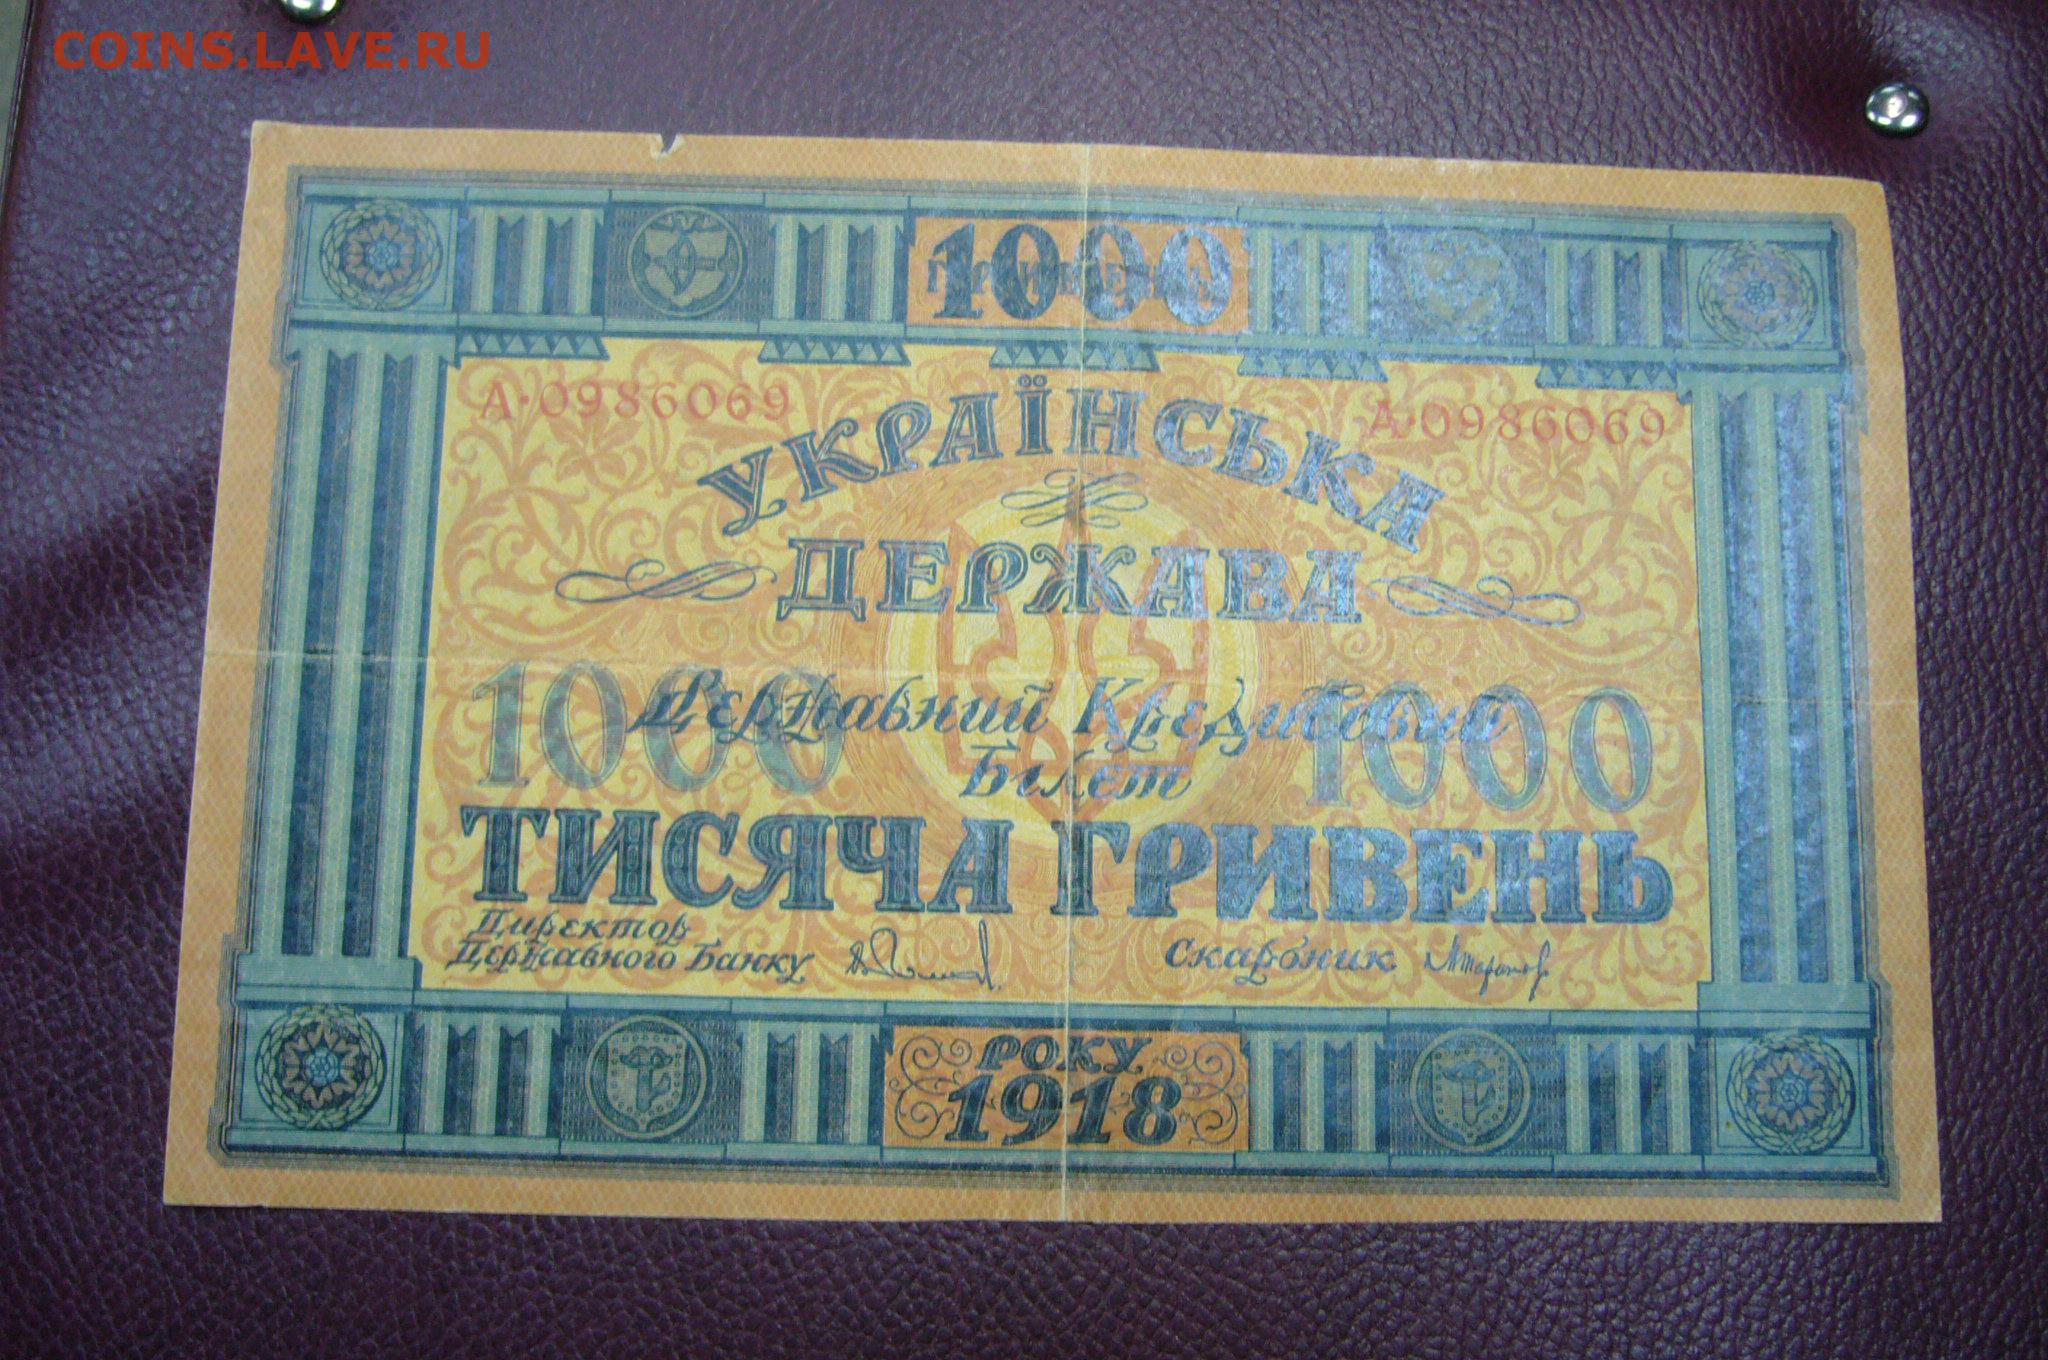 COINS.LAVE.RU
1000
ГРИВЕНЬ
А·0986069
А·0986069
УКРАЇНСЬКА
ДЕРЖАВА
1000
1000
Державний Кредитовий
Білет
ТИСЯЧА ГРИВЕНЬ
Директор
Державного Банку
Скарбник
РОКУ
1918